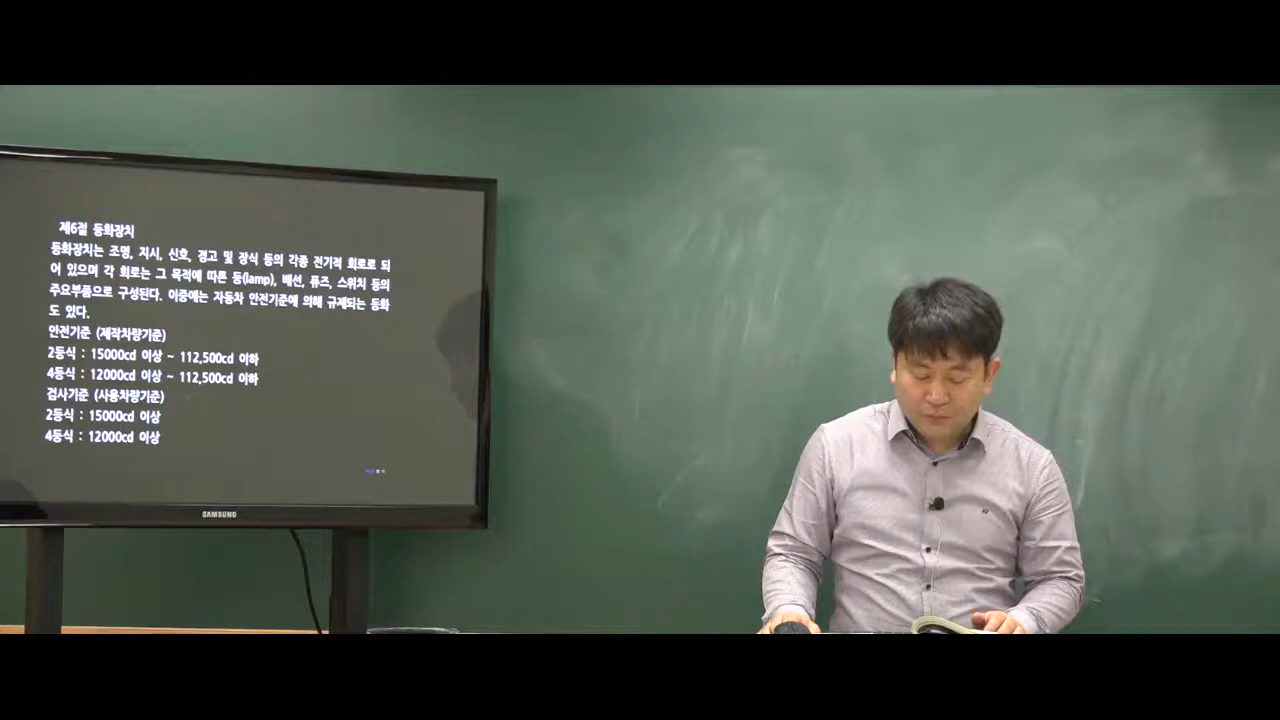 제6절 등화장치
등화장치는 조명, 지시, 신호, 경고 및 장식 등의 각종 전기적 회로로 되
어 있으며 각 회로는 그 목적에 따른 등(lamp), 배선, 퓨즈, 스위치 등의
주요부품으로 구성된다. 이중에는 자동차 안전기준에 의해 규제되는 등화
도 있다.
안전기준 (제작차량기준)
2등식 : 15000cd 이상 ~ 112,500cd 이하
4등식 : 12000cd 이상 ~ 112,500cd 이하
검사기준 (사용차량기준)
2등식 : 15000cd 이상
4등식 : 12000cd 이상
SAMSUNG